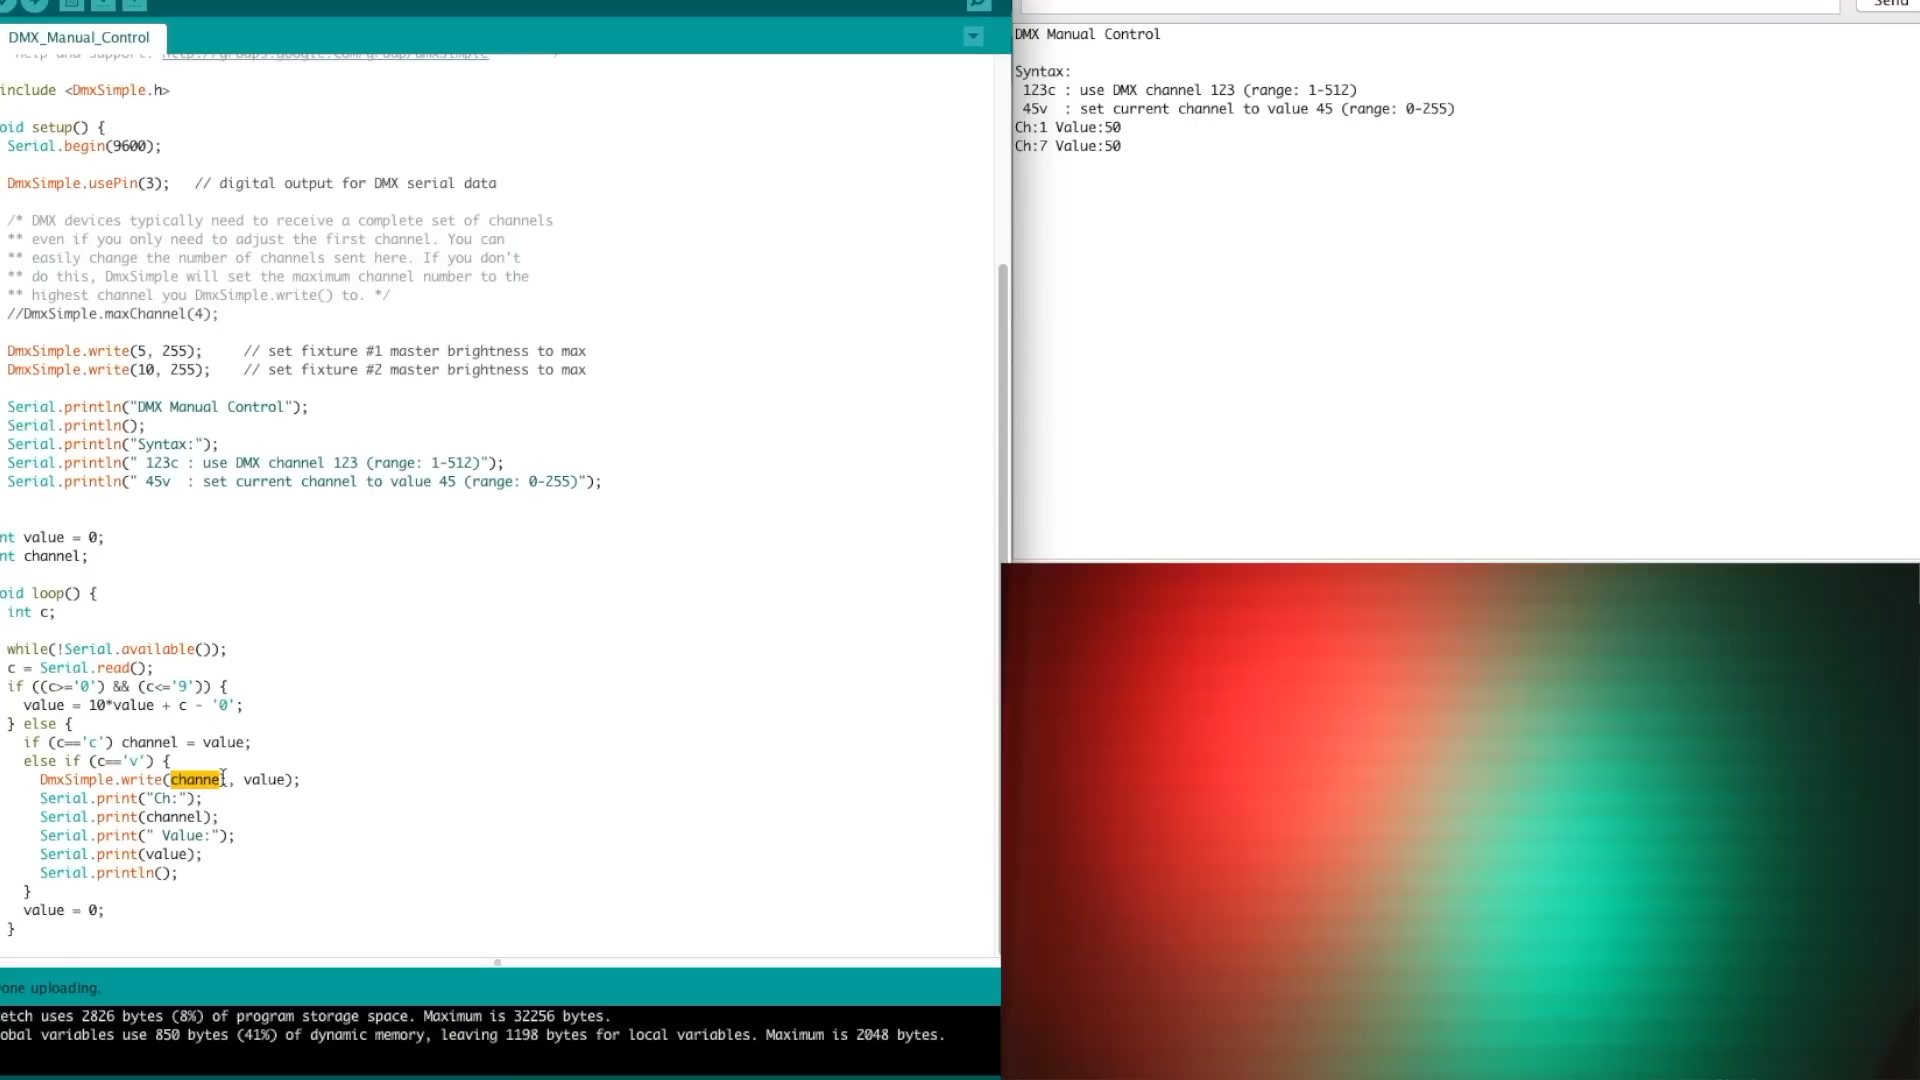 DMX_Manual_Control
help and support: http://groups.google.com/group/dmxsimple */
include <DmxSimple.h>
oid setup() {
Serial.begin(9600);
DmxSimple.usePin(3);   // digital output for DMX serial data
/* DMX devices typically need to receive a complete set of channels
** even if you only need to adjust the first channel. You can
** easily change the number of channels sent here. If you don't
** do this, DmxSimple will set the maximum channel number to the
** highest channel you DmxSimple.write() to. */
//DmxSimple.maxChannel(4);
DmxSimple.write(5, 255);     // set fixture #1 master brightness to max
DmxSimple.write(10, 255);    // set fixture #2 master brightness to max
Serial.println("DMX Manual Control");
Serial.println();
Serial.println("Syntax:");
Serial.println(" 123c : use DMX channel 123 (range: 1-512)");
Serial.println(" 45v  : set current channel to value 45 (range: 0-255)");
nt value = 0;
nt channel;
oid loop() {
int c;
while(!Serial.available());
c = Serial.read();
if ((c>='0') && (c<='9')) {
value = 10*value + c - '0';
} else {
if (c=='c') channel = value;
else if (c=='v') {
DmxSimple.write(channel, value);
Serial.print("Ch:");
Serial.print(channel);
Serial.print(" Value:");
Serial.print(value);
Serial.println();
}
value = 0;
}
one uploading.
etch uses 2826 bytes (8%) of program storage space. Maximum is 32256 bytes.
obal variables use 850 bytes (41%) of dynamic memory, leaving 1198 bytes for local variables. Maximum is 2048 bytes.
Send
DMX Manual Control
Syntax:
123c : use DMX channel 123 (range: 1-512)
45v  : set current channel to value 45 (range: 0-255)
Ch:1 Value:50
Ch:7 Value:50